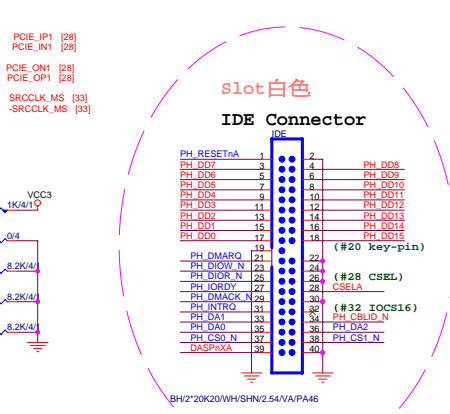 PCIE_IP1 [28]
PCIE_IN1 [28]
PCIE_ON1 [28]
PCIE_OP1 [28]
SRCCLK_MS [33]
-SRCCLK_MS [33]
VCC3
1K/4/1
0/4
8.2K/4/
8.2K/4/
8.2K/4/
Slot白色
IDE Connector
IDE
PH_RESETnA 1 2
PH_DD7 3 4 PH_DD8
PH_DD6 5 6 PH_DD9
PH_DD5 7 8 PH_DD10
PH_DD4 9 10 PH_DD11
PH_DD3 11 12 PH_DD12
PH_DD2 13 14 PH_DD13
PH_DD1 15 16 PH_DD14
PH_DD0 17 18 PH_DD15
19 (#20 key-pin)
PH_DMARQ 21 22
PH_DIOW_N 23 24
PH_DIOR_N 25 26 (#28 CSEL)
PH_IORDY 27 28 CSELA
PH_DMACK_N 29 30
PH_INTRQ 31 32 (#32 IOCS16)
PH_DA1 33 34 PH_CBLID_N
PH_DA0 35 36 PH_DA2
PH_CS0_N 37 38 PH_CS1_N
DASPnXA 39 40
BH/2*20K20/WH/SHN/2.54/VA/PA46